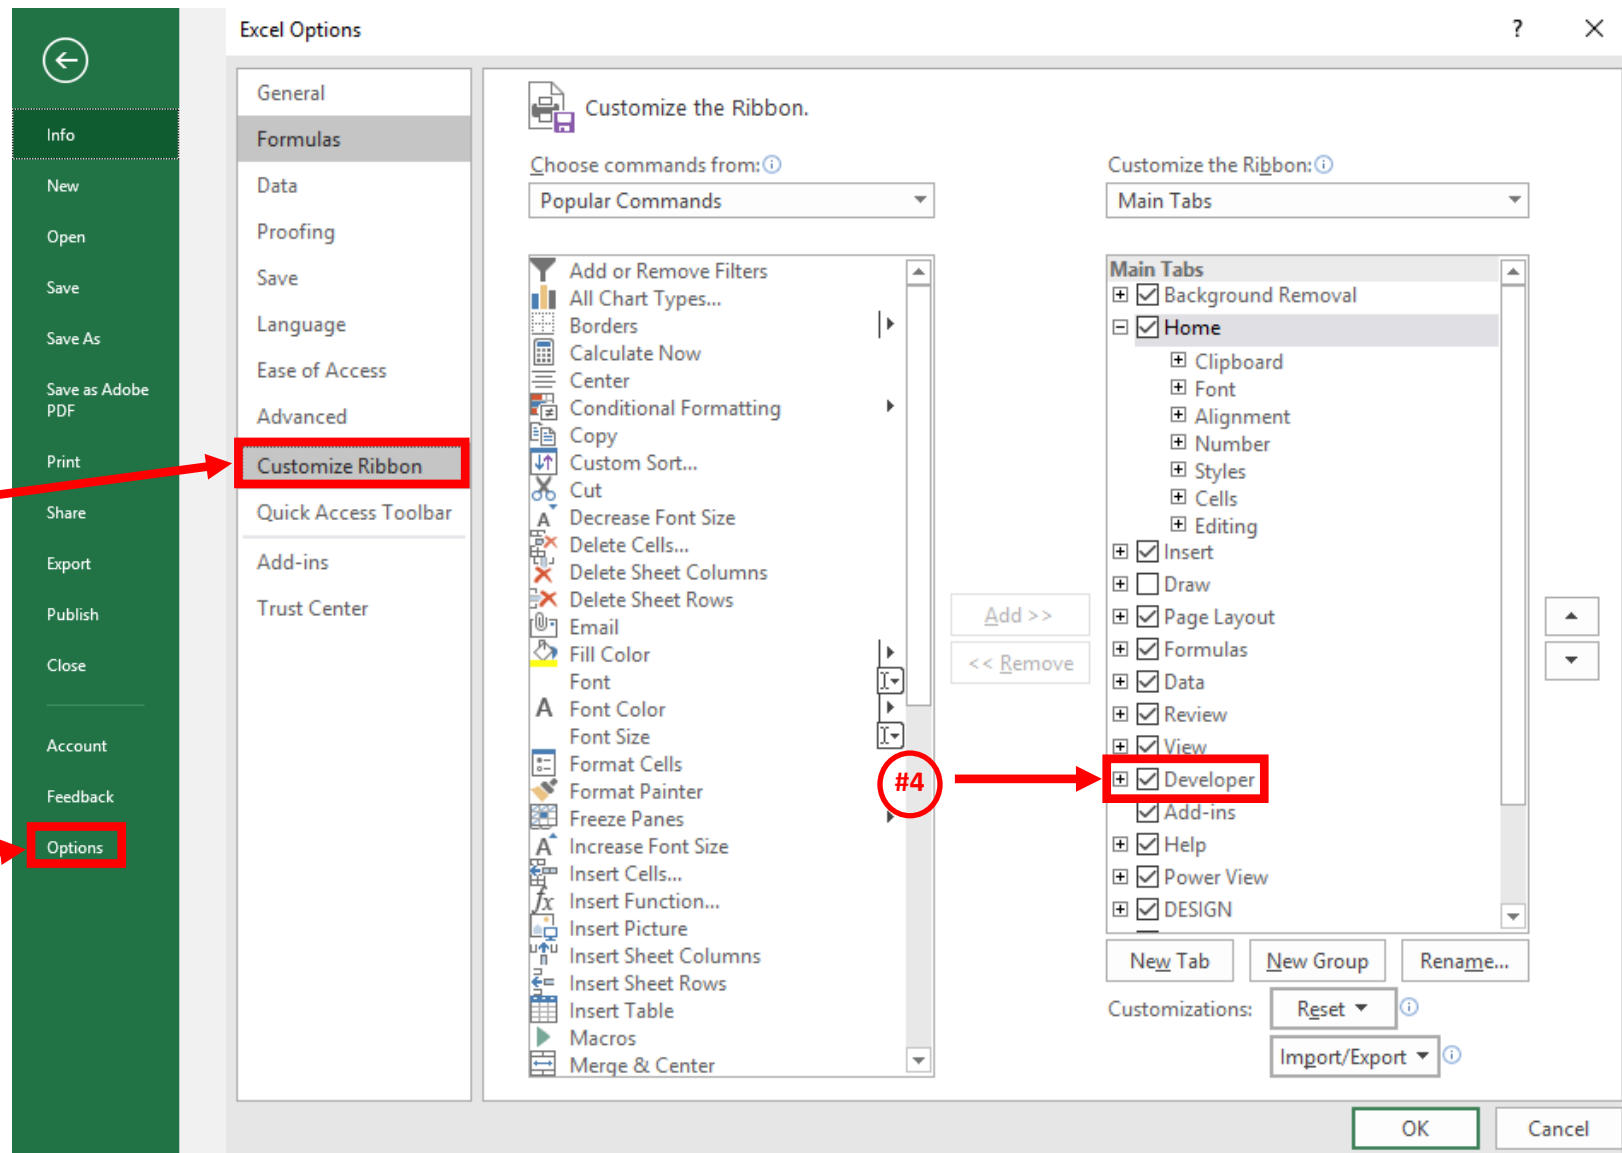 Info
New
Open
Save
Save As
Save as Adobe
PDF
Print
Share
Export
Publish
Close
Account
Feedback
Options
Excel Options
?
General
Formulas
Data
Proofing
Save
Language
Ease of Access
Advanced
Customize Ribbon
Quick Access Toolbar
Add-ins
Trust Center
Customize the Ribbon.
Choose commands from:
Popular Commands
Add or Remove Filters
All Chart Types...
Borders
Calculate Now
Center
Conditional Formatting
Copy
Custom Sort...
Cut
Decrease Font Size
Delete Cells...
Delete Sheet Columns
Delete Sheet Rows
Email
Fill Color
Font
Font Color
Font Size
Format Cells
Format Painter
Freeze Panes
Increase Font Size
Insert Cells...
Insert Function...
Insert Picture
Insert Sheet Columns
Insert Sheet Rows
Insert Table
Macros
Merge & Center
#4
Add >>
<< Remove
Customize the Ribbon:
Main Tabs
Main Tabs
Background Removal
Home
Clipboard
Font
Alignment
Number
Styles
Cells
Editing
Insert
Draw
Page Layout
Formulas
Data
Review
View
Developer
Add-ins
Help
Power View
DESIGN
New Tab
New Group
Rename...
Customizations:
Reset
Import/Export
OK
Cancel